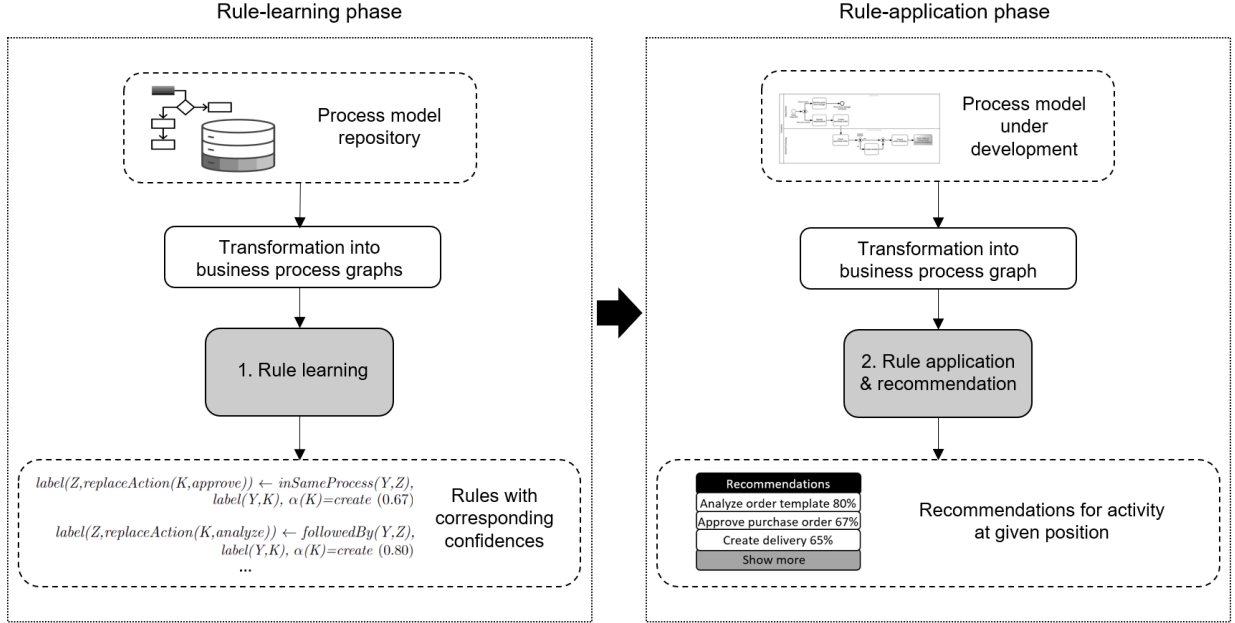 Rule-learning phase
Process model
repository
Transformation into
business process graphs
1. Rule learning
label(Z,replaceAction(K,approve)) ← inSameProcess(Y,Z),
label(Y,K), α(K)=create (0.67)
label(Z,replaceAction(K,analyze)) ← followedBy(Y,Z),
label(Y,K), α(K)=create (0.80)
...
Rules with
corresponding
confidences
Rule-application phase
Process model
under
development
Transformation into
business process graph
2. Rule application
& recommendation
Recommendations
Analyze order template 80%
Approve purchase order 67%
Create delivery 65%
Show more
Recommendations for activity
at given position